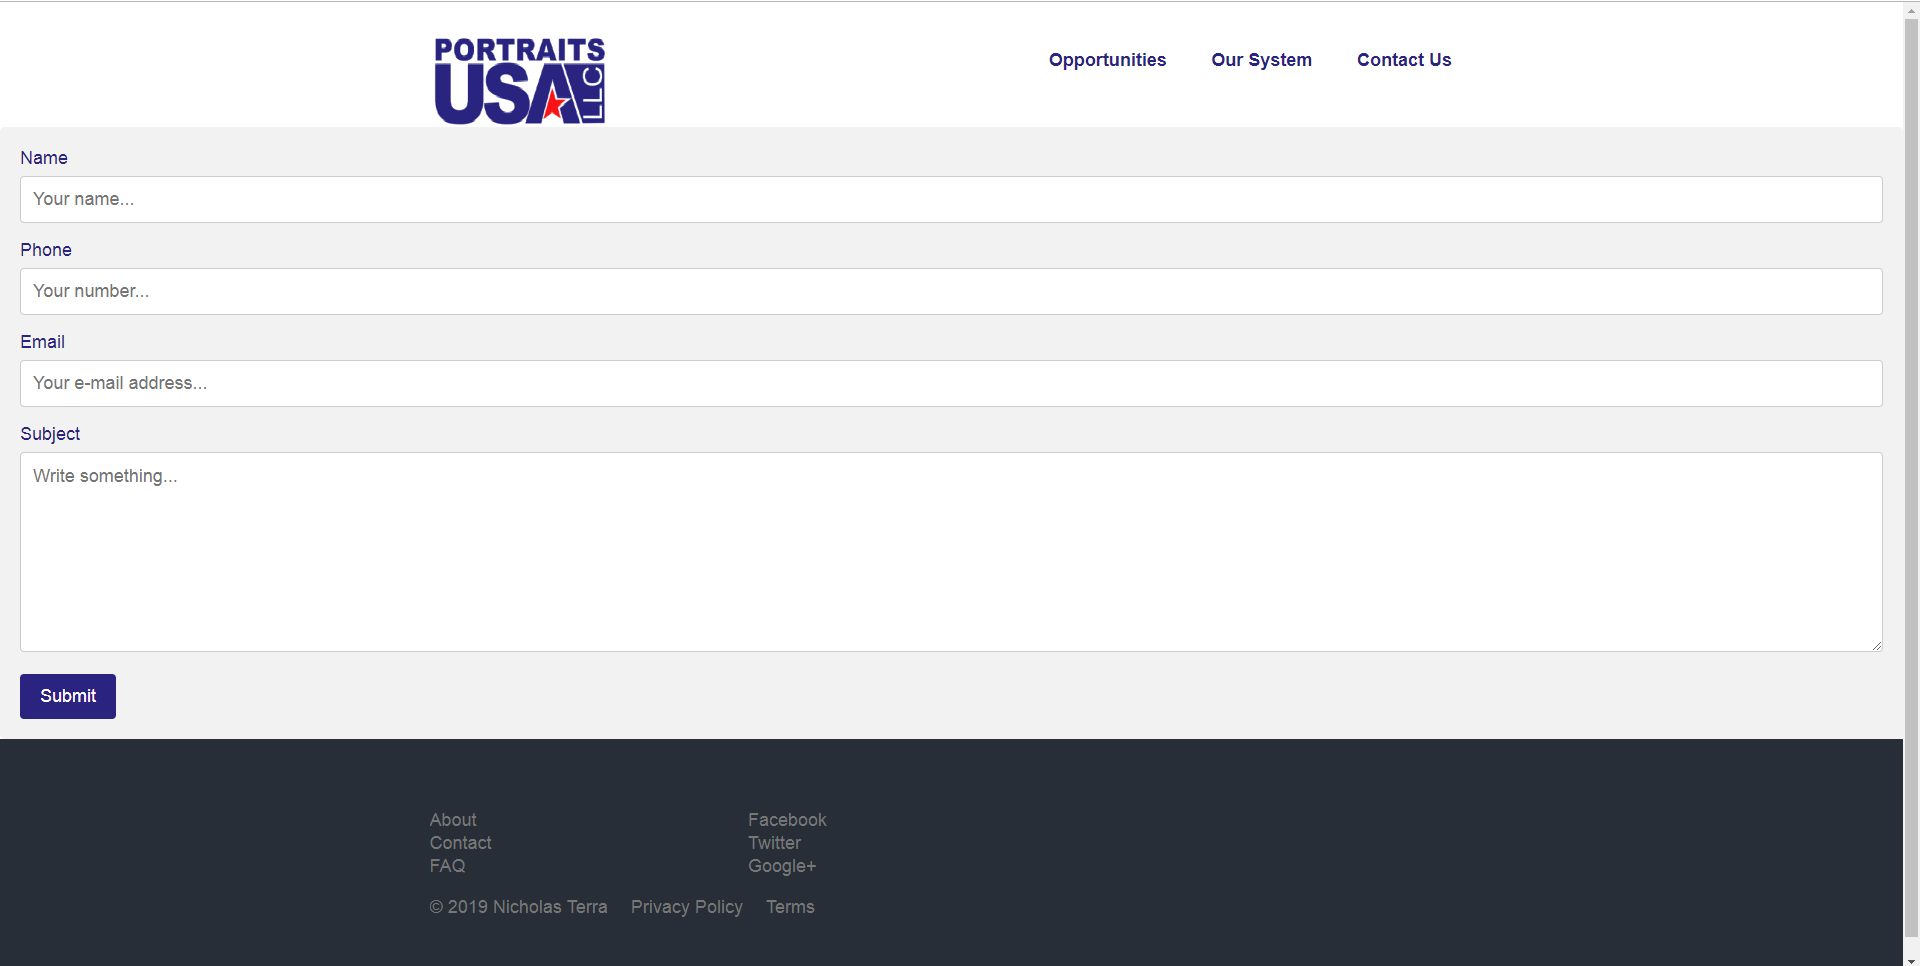 PORTRAITS
USA LLC
Opportunities Our System Contact Us
Name
Your name...
Phone
Your number...
Email
Your e-mail address...
Subject
Write something...
Submit
About Facebook
Contact Twitter
FAQ Google+
© 2019 Nicholas Terra Privacy Policy Terms